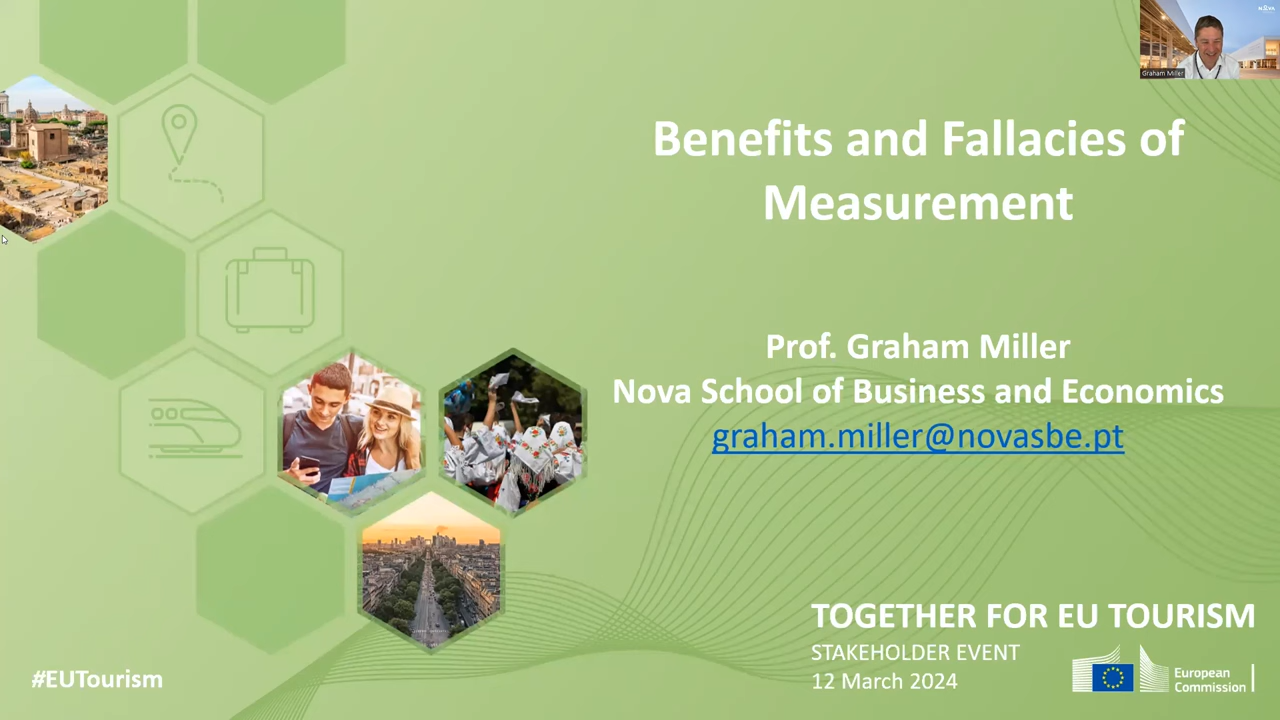 NOVA
Graham Miller
Benefits and Fallacies of
Measurement
Prof. Graham Miller
Nova School of Business and Economics
graham.miller@novasbe.pt
TOGETHER FOR EU TOURISM
STAKEHOLDER EVENT
12 March 2024
#EUTourism
European
Commission